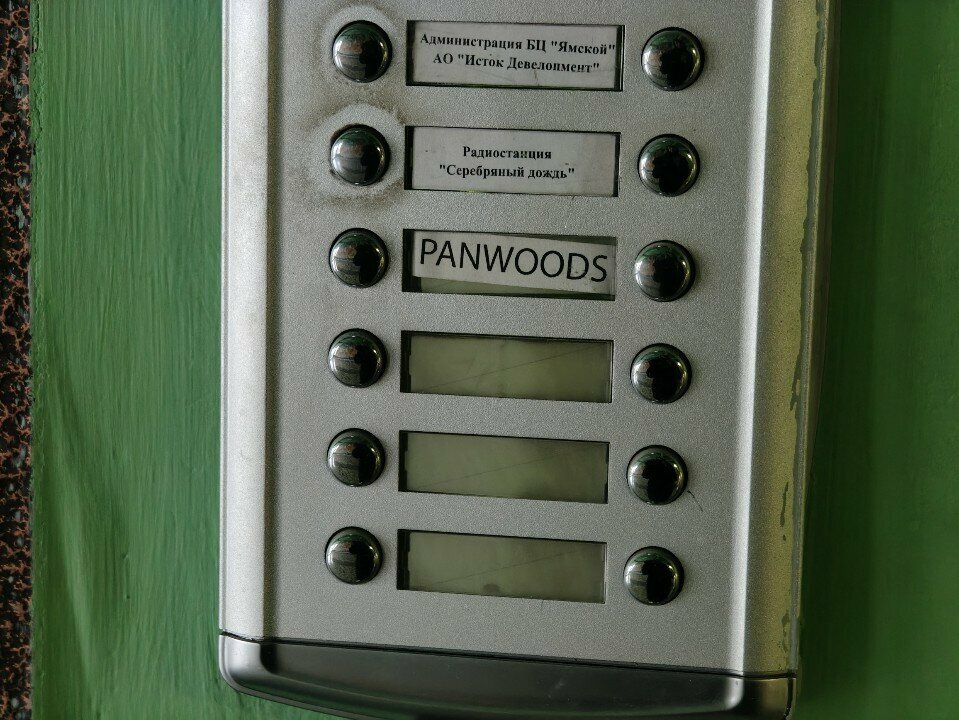 Администрация БЦ "Ямской"
АО "Исток Девелопмент"
Радиостанция
"Серебряный дождь"
PANWOODS